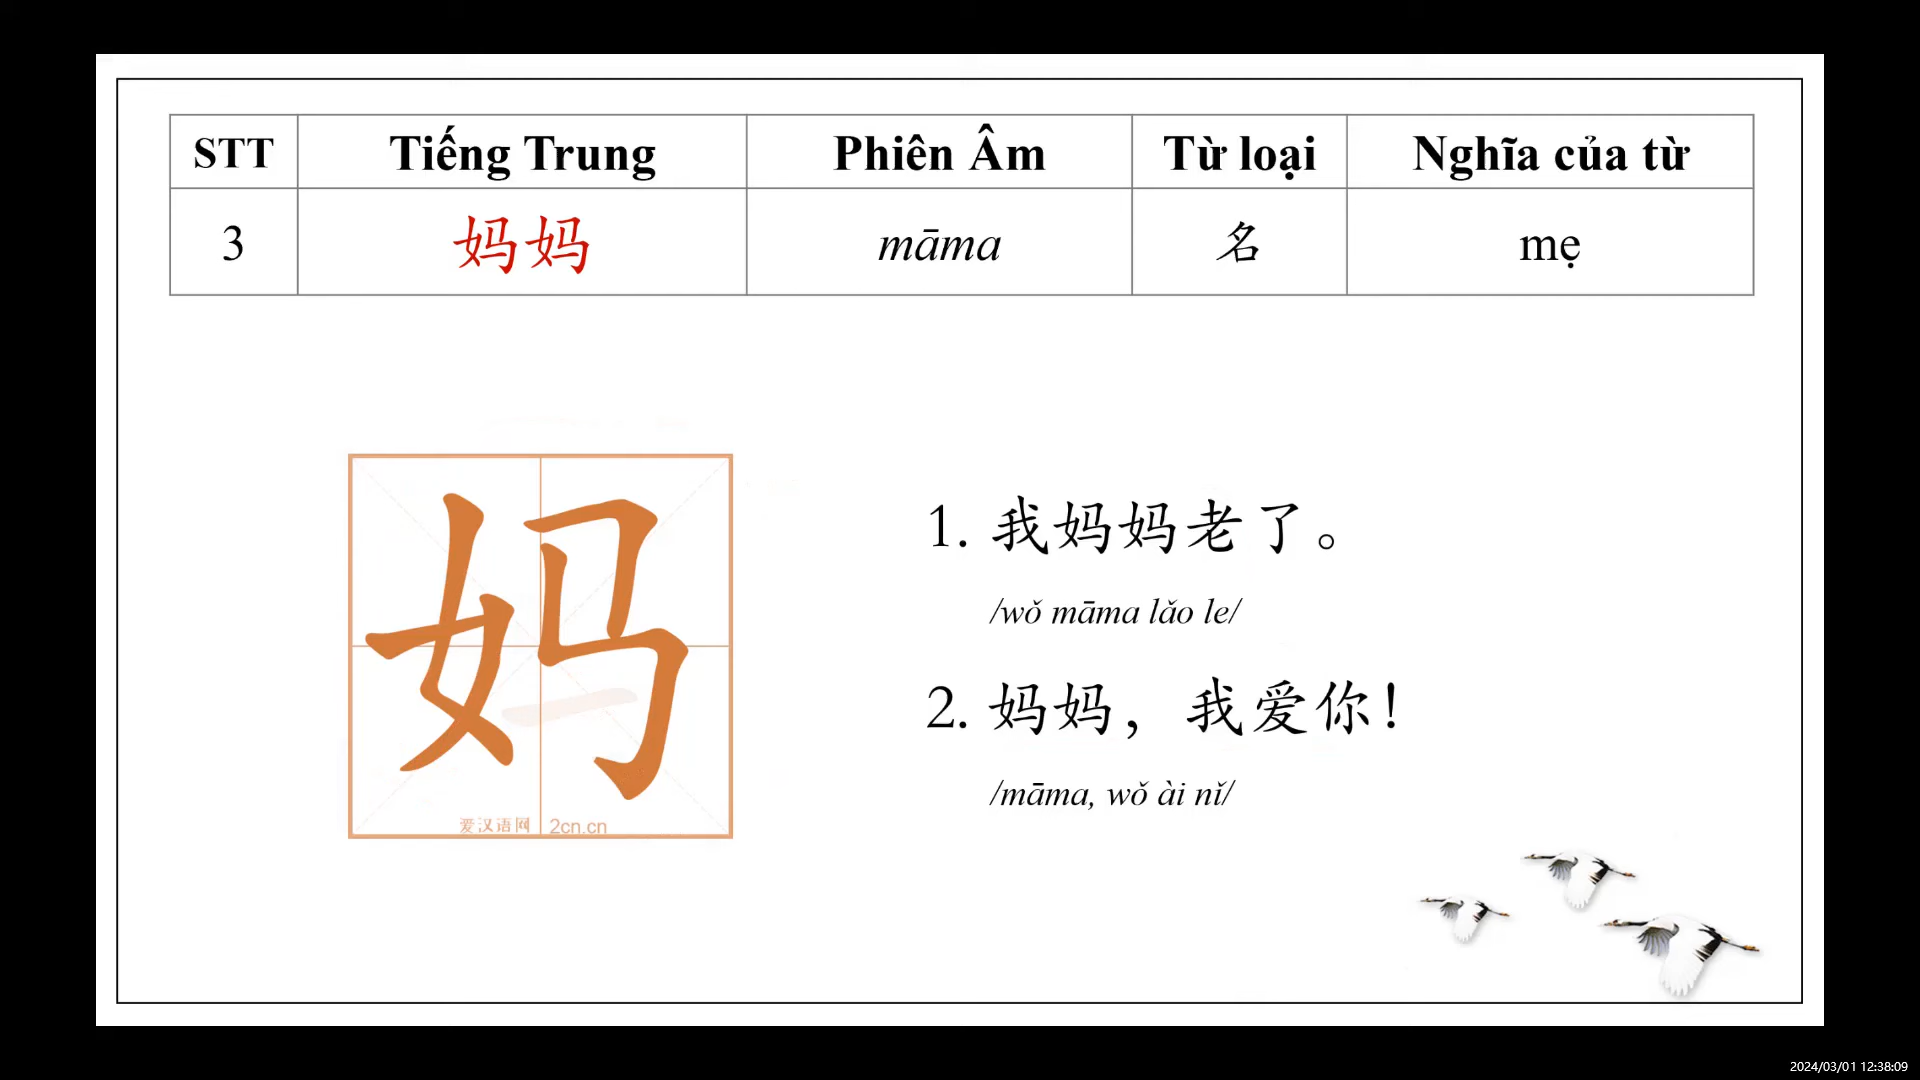 STT Tiếng Trung Phiên Âm Từ loại Nghĩa của từ
3 妈妈 māma 名 mẹ
妈
爱汉语网 2cn.cn
1. 我妈妈老了。
/wǒ māma lǎo le/
2. 妈妈，我爱你！
/māma, wǒ ài nǐ/
2024/03/01 12:38:09